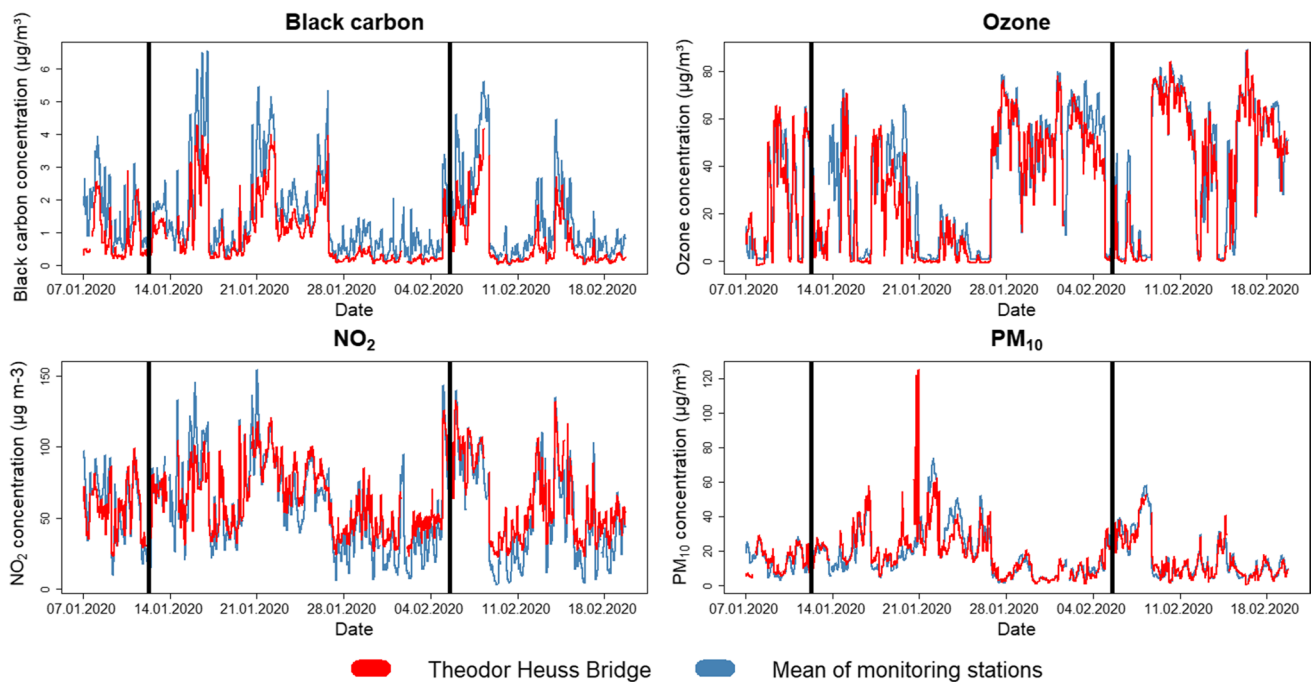 Black carbon
Black carbon concentration (μg/m³)
6
5
4
3
2
1
0
07.01.2020 14.01.2020 21.01.2020 28.01.2020 04.02.2020 11.02.2020 18.02.2020
Date
Ozone
Ozone concentration (μg/m³)
80
60
40
20
0
07.01.2020 14.01.2020 21.01.2020 28.01.2020 04.02.2020 11.02.2020 18.02.2020
Date
NO₂
NO₂ concentration (μg m-3)
150
100
50
0
07.01.2020 14.01.2020 21.01.2020 28.01.2020 04.02.2020 11.02.2020 18.02.2020
Date
PM₁₀
PM₁₀ concentration (μg/m³)
120
100
80
60
40
20
0
07.01.2020 14.01.2020 21.01.2020 28.01.2020 04.02.2020 11.02.2020 18.02.2020
Date
Theodor Heuss Bridge
Mean of monitoring stations